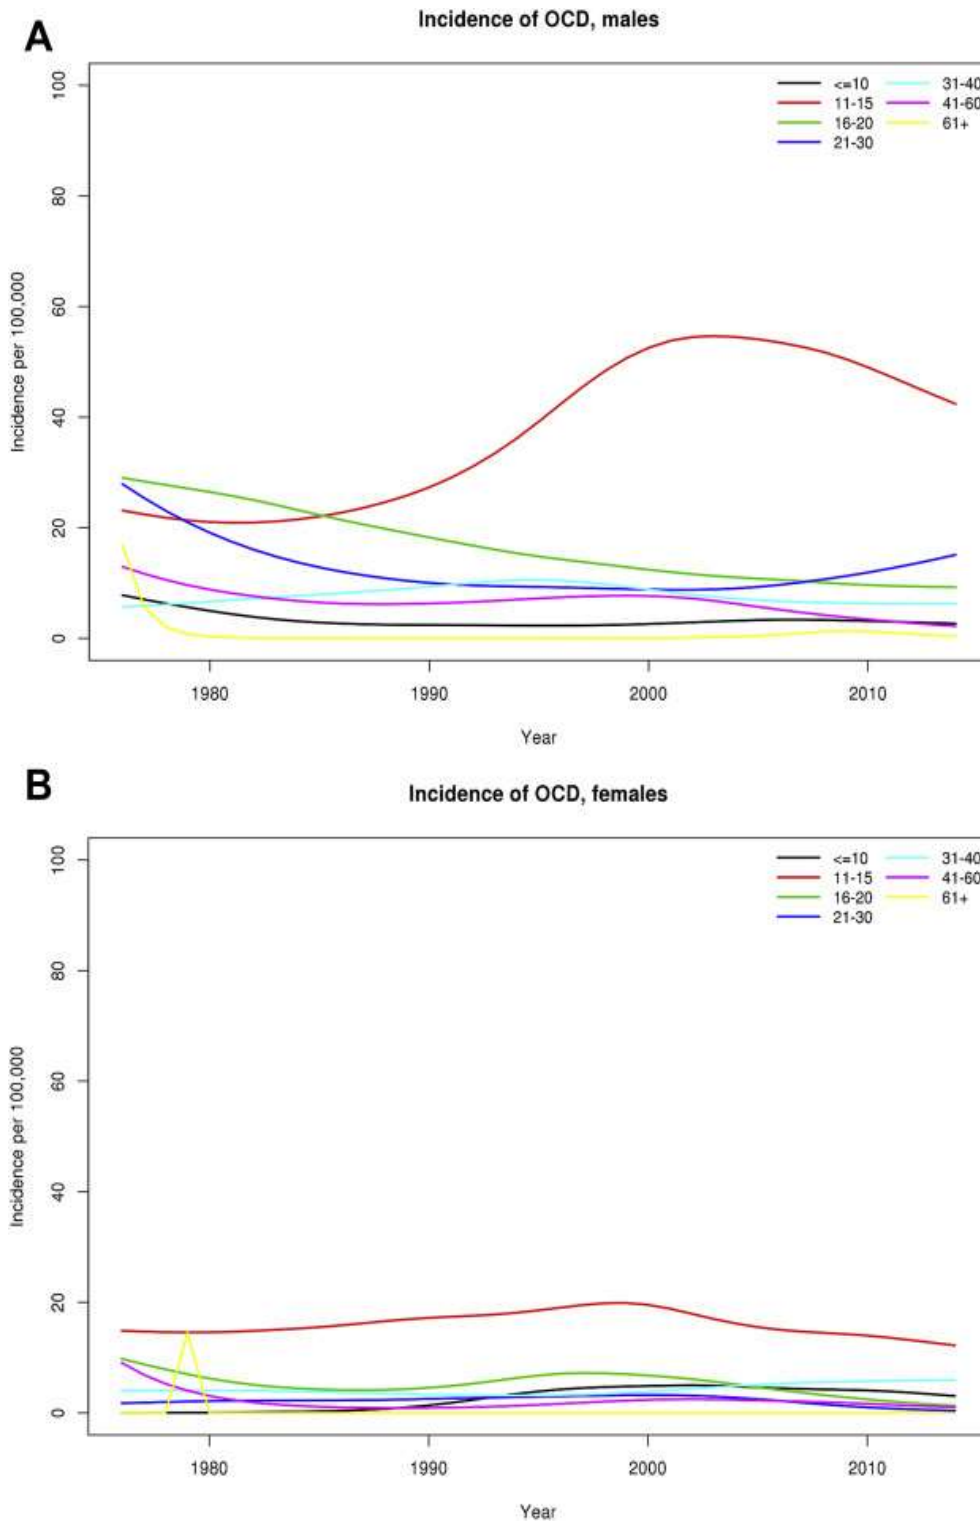 A
Incidence of OCD, males
Incidence per 100,000
100
80
60
40
20
0
<=10 31-40
11-15 41-60
16-20 61+
21-30
1980 1990 2000 2010
Year
B
Incidence of OCD, females
Incidence per 100,000
100
80
60
40
20
0
<=10 31-40
11-15 41-60
16-20 61+
21-30
1980 1990 2000 2010
Year